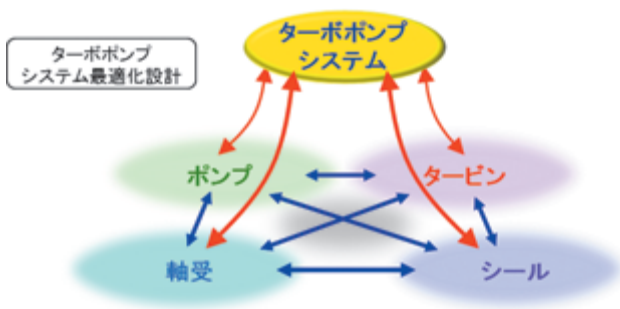 ターボポンプ
システム
ターボポンプ
システム最適化設計
ポンプ
タービン
軸受
シール